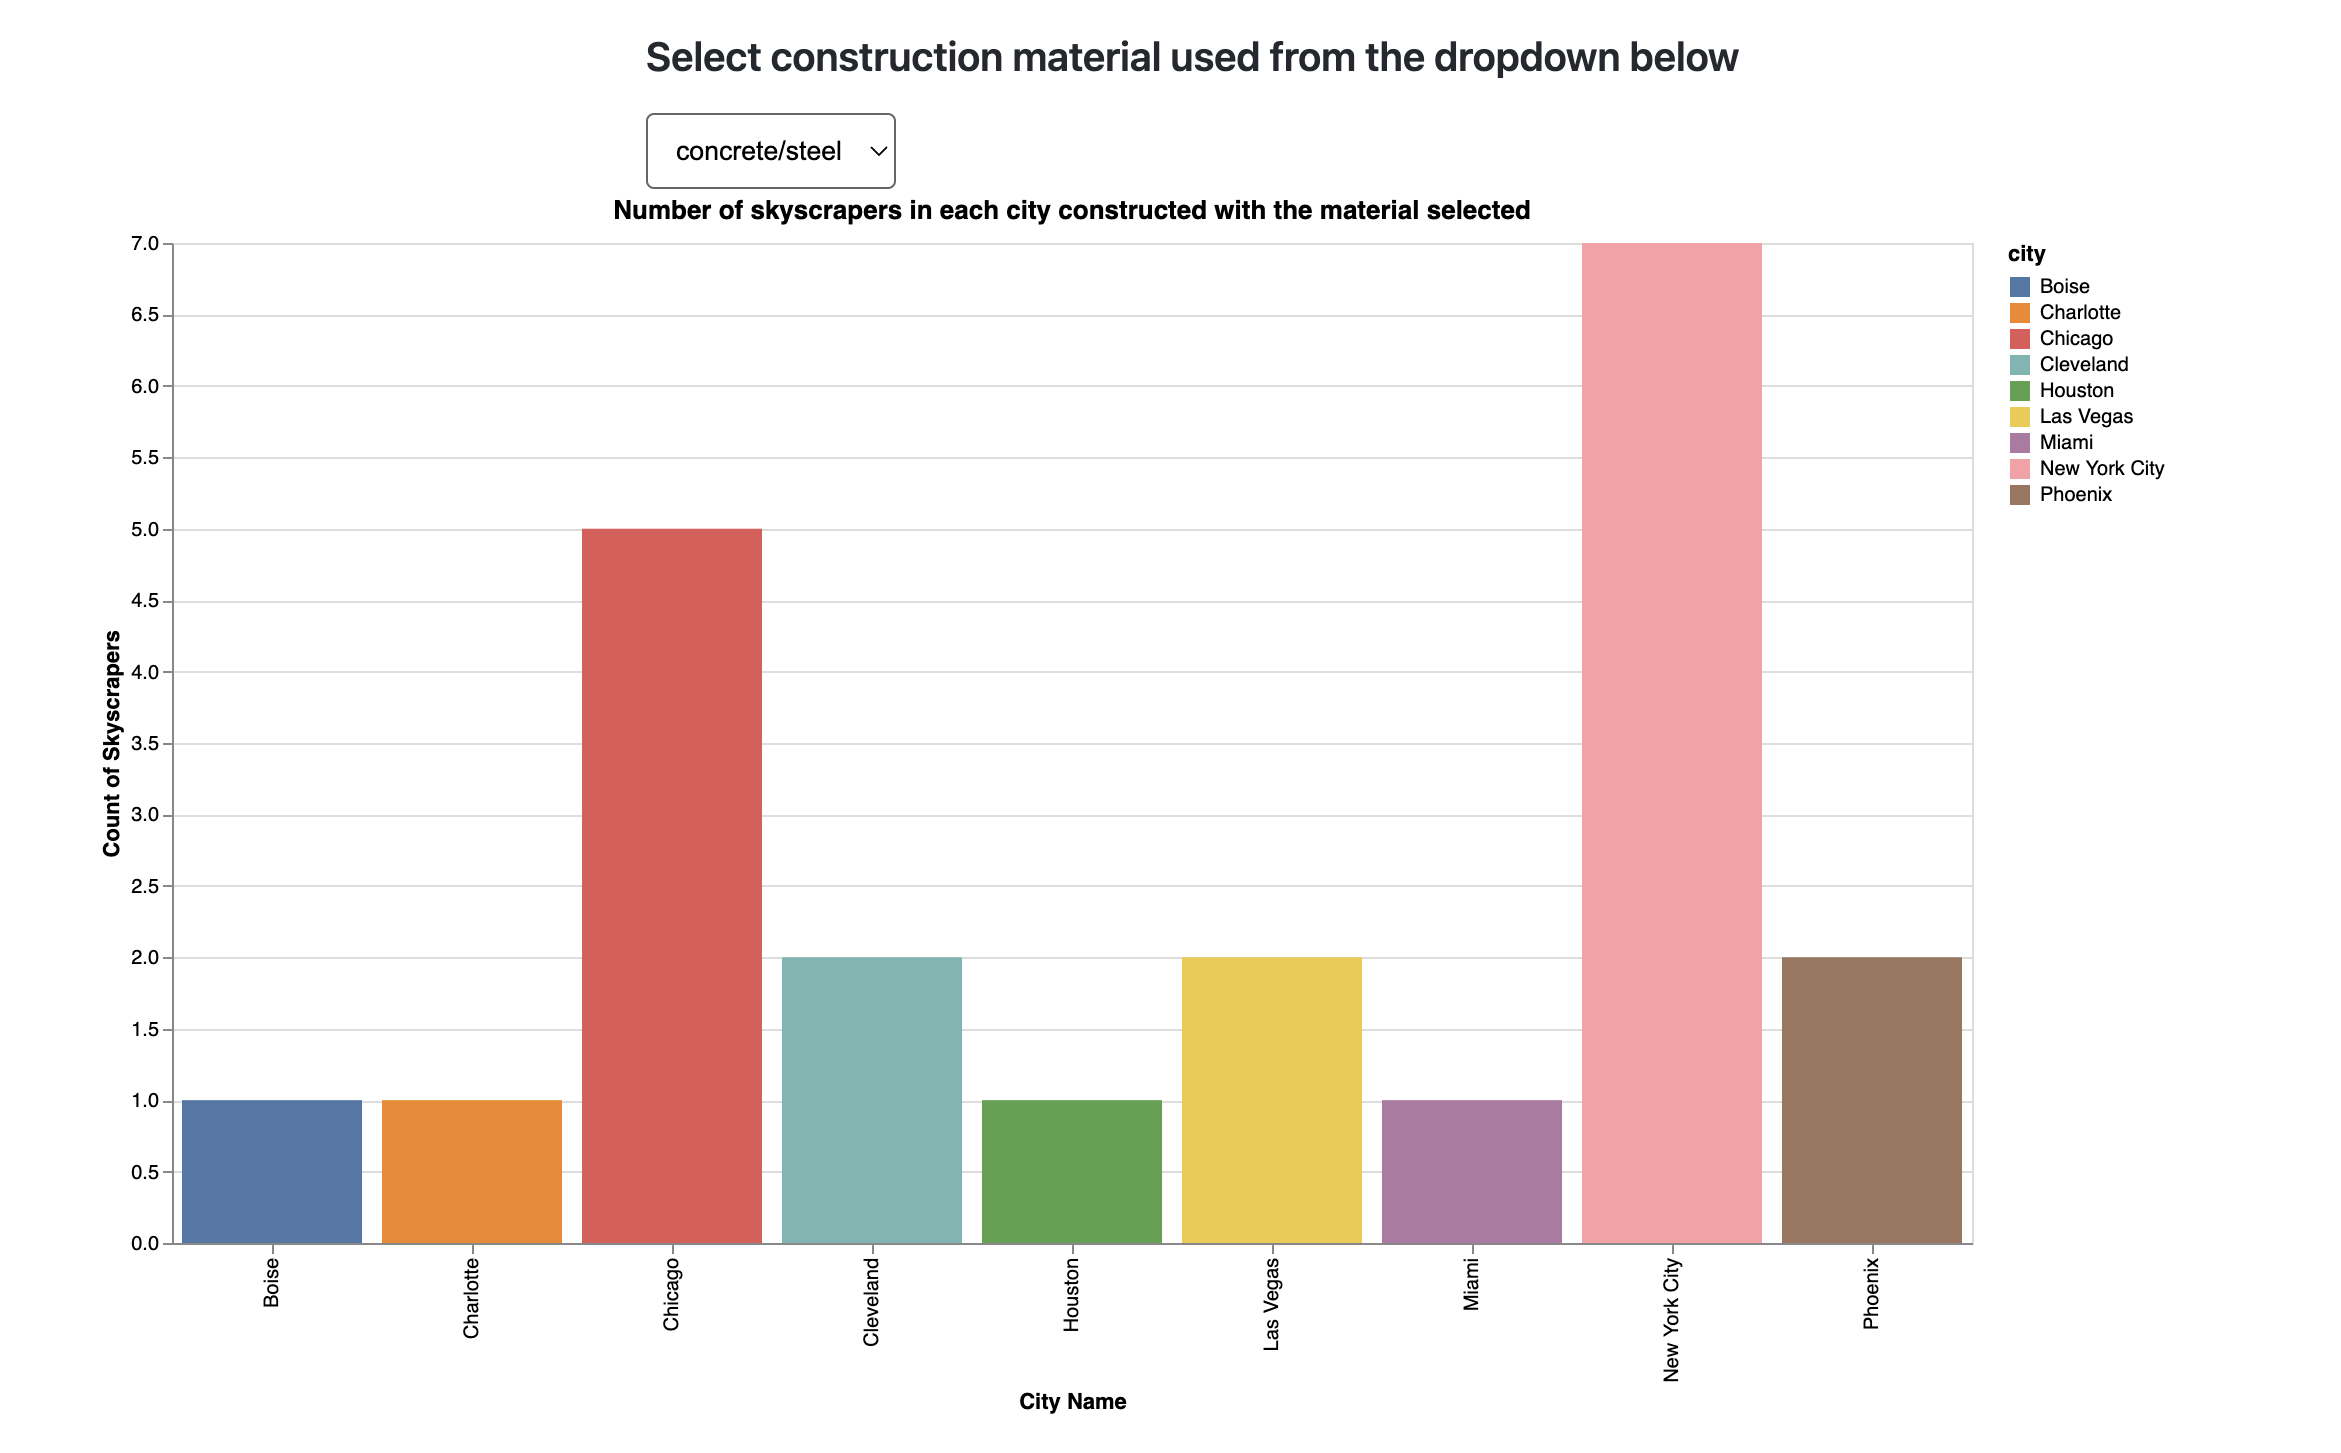 Select construction material used from the dropdown below
concrete/steel
Number of skyscrapers in each city constructed with the material selected
7.0
6.5
6.0
5.5
5.0
4.5
4.0
3.5
3.0
2.5
2.0
1.5
1.0
0.5
0.0
Count of Skyscrapers
Boise
Charlotte
Chicago
Cleveland
Houston
Las Vegas
Miami
New York City
Phoenix
City Name
city
Boise
Charlotte
Chicago
Cleveland
Houston
Las Vegas
Miami
New York City
Phoenix